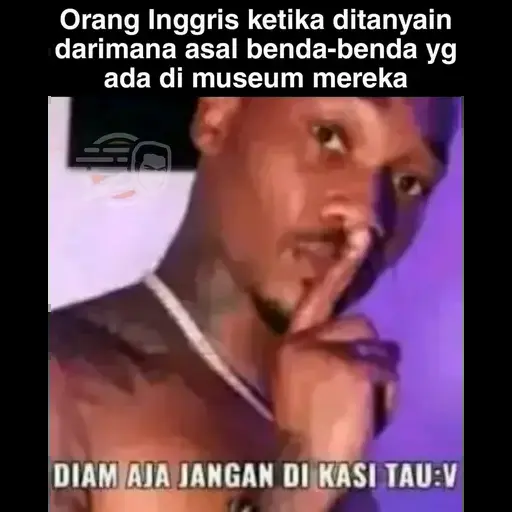 Orang Inggris ketika ditanyain
darimana asal benda-benda yg
ada di museum mereka
DIAM AJA JANGAN DI KASI TAU:V